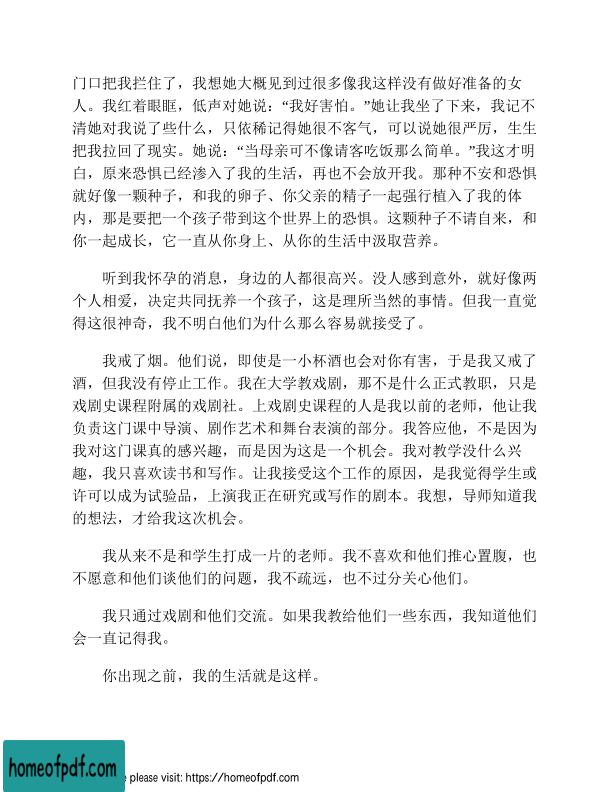 门口把我拦住了，我想她大概见到过很多像我这样没有做好准备的女
人。我红着眼眶，低声对她说：“我好害怕。”她让我坐了下来，我记不
清她对我说了些什么，只依稀记得她很不客气，可以说她很严厉，生生
把我拉回了现实。她说：“当母亲可不像请客吃饭那么简单。”我这才明
白，原来恐惧已经渗入了我的生活，再也不会放开我。那种不安和恐惧
就好像一颗种子，和我的卵子、你父亲的精子一起强行植入了我的体
内，那是要把一个孩子带到这个世界上的恐惧。这颗种子不请自来，和
你一起成长，它一直从你身上、从你的生活中汲取营养。
听到我怀孕的消息，身边的人都很高兴。没人感到意外，就好像两
个人相爱，决定共同抚养一个孩子，这是理所当然的事情。但我一直觉
得这很神奇，我不明白他们为什么那么容易就接受了。
我戒了烟。他们说，即使是一小杯酒也会对你有害，于是我又戒了
酒，但我没有停止工作。我在大学教戏剧，那不是什么正式教职，只是
戏剧史课程附属的戏剧社。上戏剧史课程的人是我以前的老师，他让我
负责这门课中导演、剧作艺术和舞台表演的部分。我答应他，不是因为
我对这门课真的感兴趣，而是因为这是一个机会。我对教学没什么兴
趣，我只喜欢读书和写作。让我接受这个工作的原因，是我觉得学生或
许可以成为试验品，上演我正在研究或写作的剧本。我想，导师知道我
的想法，才给我这次机会。
我从来不是和学生打成一片的老师。我不喜欢和他们推心置腹，也
不愿意和他们谈他们的问题，我不疏远，也不过分关心他们。
我只通过戏剧和他们交流。如果我教给他们一些东西，我知道他们
会一直记得我。
你出现之前，我的生活就是这样。
homeofpdf.com
e please visit: https://homeofpdf.com